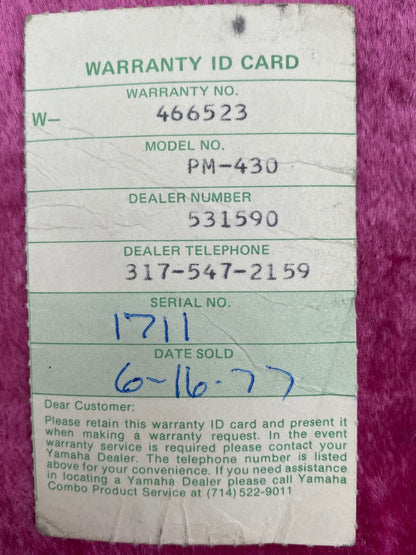 WARRANTY ID CARD
WARRANTY NO.
W– 466523
MODEL NO.
PM-430
DEALER NUMBER
531590
DEALER TELEPHONE
317-547-2159
SERIAL NO.
1711
DATE SOLD
6-16-77
Dear Customer:
Please retain this warranty ID card and present it
when making a warranty request. In the event
warranty service is required please contact your
Yamaha Dealer. The telephone number is listed
above for your convenience. If you need assistance
in locating a Yamaha Dealer please call Yamaha
Combo Product Service at (714) 522-9011